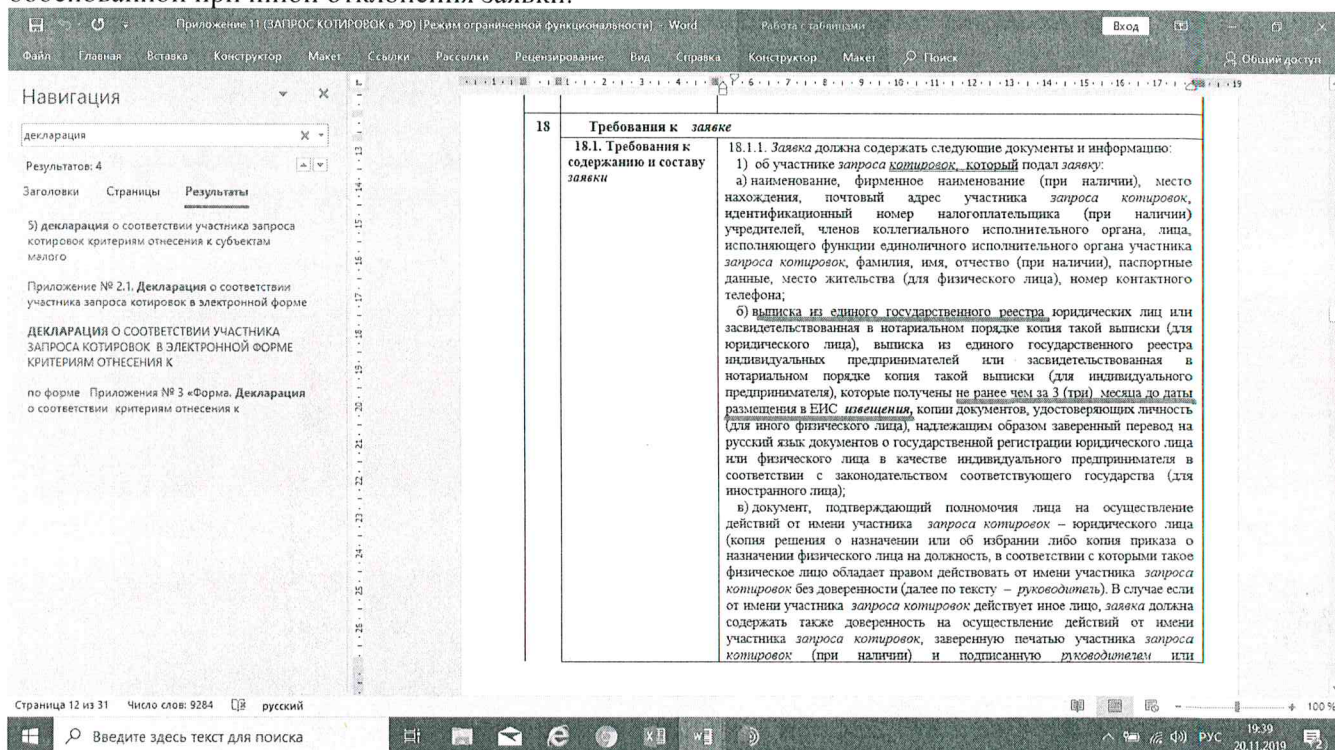 обоснованной причиной отклонения заявки.
Приложение 11 (ЗАПРОС КОТИРОВОК в ЭФ) [Режим ограниченной функциональности] - Word
Работа с таблицами
Вход
Файл Главная Вставка Конструктор Макет Ссылки Рассылки Рецензирование Вид Справка Конструктор Макет Поиск Общий доступ
Навигация
декларация
Результатов: 4
Заголовки Страницы Результаты
5) декларация о соответствии участника запроса
котировок критериям отнесения к субъектам
малого
Приложение № 2.1. Декларация о соответствии
участника запроса котировок в электронной форме
ДЕКЛАРАЦИЯ О СООТВЕТСТВИИ УЧАСТНИКА
ЗАПРОСА КОТИРОВОК В ЭЛЕКТРОННОЙ ФОРМЕ
КРИТЕРИЯМ ОТНЕСЕНИЯ К
по форме Приложения № 3 «Форма. Декларация
о соответствии критериям отнесения к
18 Требования к заявке
18.1. Требования к
содержанию и составу
заявки
18.1.1. Заявка должна содержать следующие документы и информацию:
1) об участнике запроса котировок, который подал заявку:
а) наименование, фирменное наименование (при наличии), место
нахождения, почтовый адрес участника запроса котировок,
идентификационный номер налогоплательщика (при наличии)
учредителей, членов коллегиального исполнительного органа, лица,
исполняющего функции единоличного исполнительного органа участника
запроса котировок, фамилия, имя, отчество (при наличии), паспортные
данные, место жительства (для физического лица), номер контактного
телефона;
б) выписка из единого государственного реестра юридических лиц или
засвидетельствованная в нотариальном порядке копия такой выписки (для
юридического лица), выписка из единого государственного реестра
индивидуальных предпринимателей или засвидетельствованная в
нотариальном порядке копия такой выписки (для индивидуального
предпринимателя), которые получены не ранее чем за 3 (три) месяца до даты
размещения в ЕИС извещения, копии документов, удостоверяющих личность
(для иного физического лица), надлежащим образом заверенный перевод на
русский язык документов о государственной регистрации юридического лица
или физического лица в качестве индивидуального предпринимателя в
соответствии с законодательством соответствующего государства (для
иностранного лица);
в) документ, подтверждающий полномочия лица на осуществление
действий от имени участника запроса котировок – юридического лица
(копия решения о назначении или об избрании либо копия приказа о
назначении физического лица на должность, в соответствии с которыми такое
физическое лицо обладает правом действовать от имени участника запроса
котировок без доверенности (далее по тексту – руководитель). В случае если
от имени участника запроса котировок действует иное лицо, заявка должна
содержать также доверенность на осуществление действий от имени
участника запроса котировок, заверенную печатью участника запроса
котировок (при наличии) и подписанную руководителем или
Страница 12 из 31 Число слов: 9284 русский 100 %
Введите здесь текст для поиска
РУС
19:39
20.11.2019